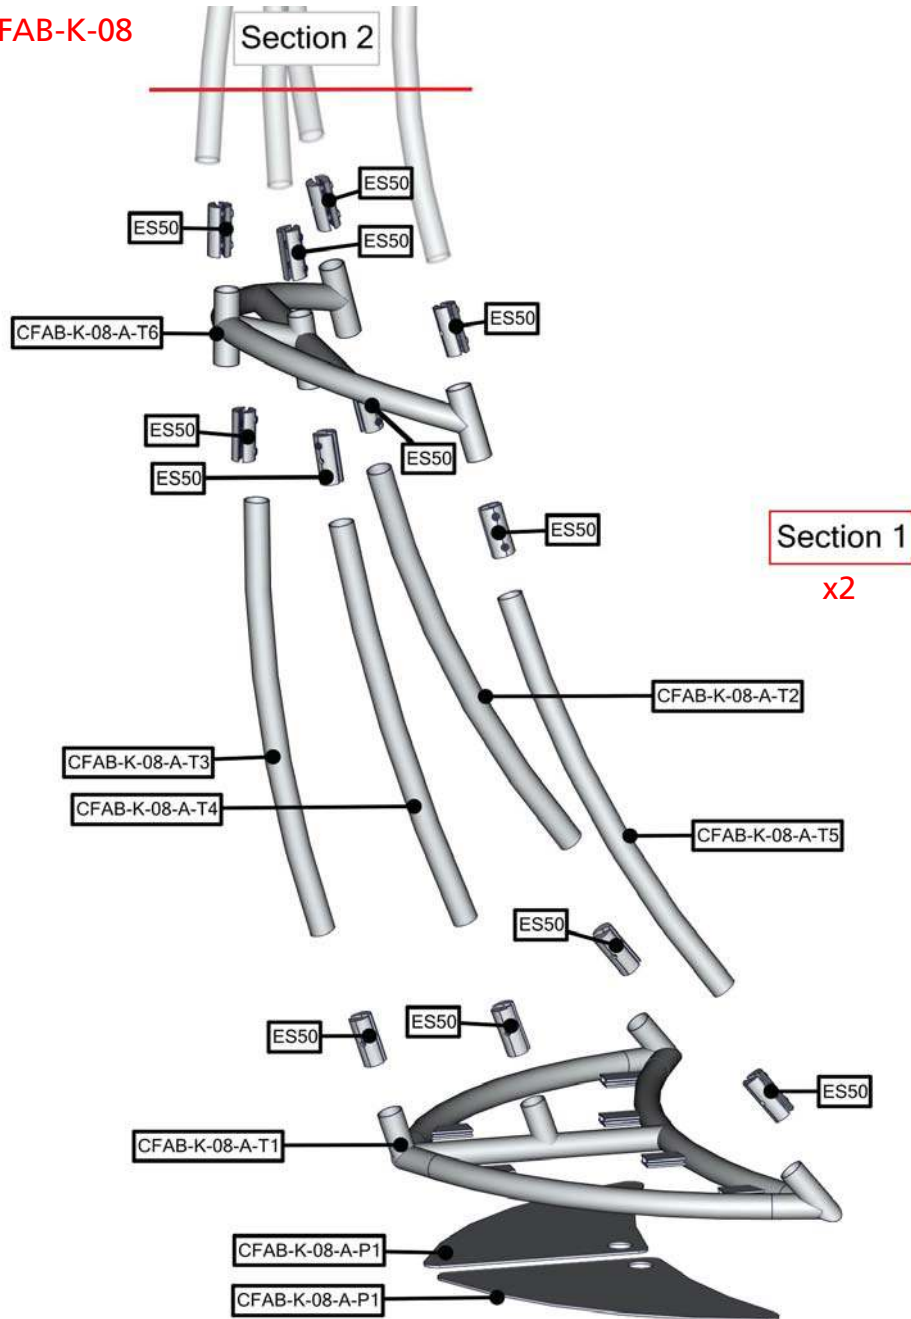 FAB-K-08
Section 2
ES50
ES50
ES50
ES50
CFAB-K-08-A-T6
ES50
ES50
ES50
ES50
Section 1
x2
CFAB-K-08-A-T2
CFAB-K-08-A-T3
CFAB-K-08-A-T4
CFAB-K-08-A-T5
ES50
ES50
ES50
ES50
CFAB-K-08-A-T1
CFAB-K-08-A-P1
CFAB-K-08-A-P1